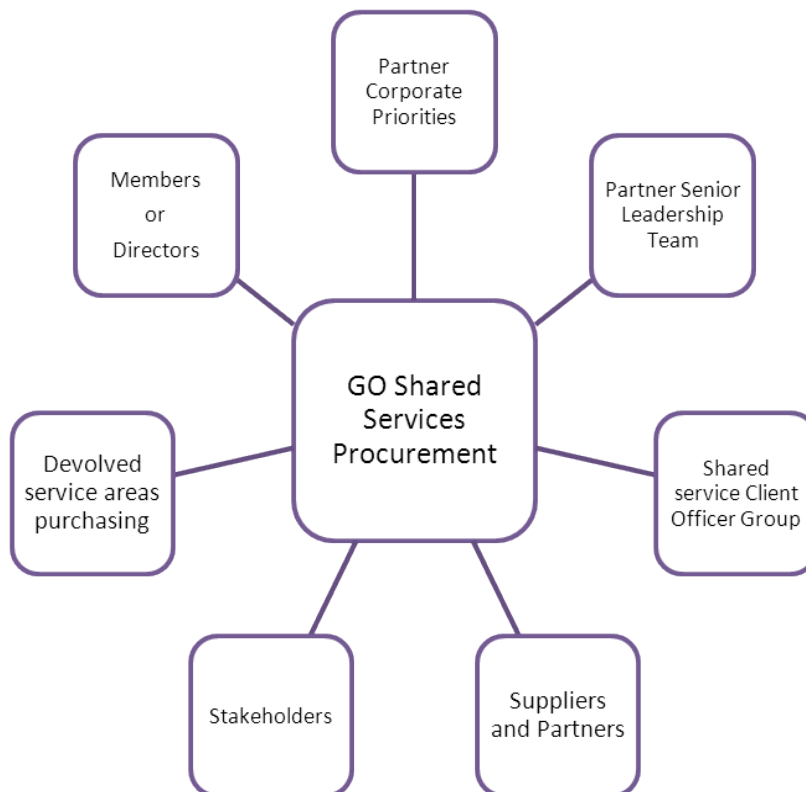 Partner
Corporate
Priorities
Members
or
Directors
Partner Senior
Leadership
Team
GO Shared
Services
Procurement
Devolved
service areas
purchasing
Shared
service Client
Officer Group
Stakeholders
Suppliers
and Partners